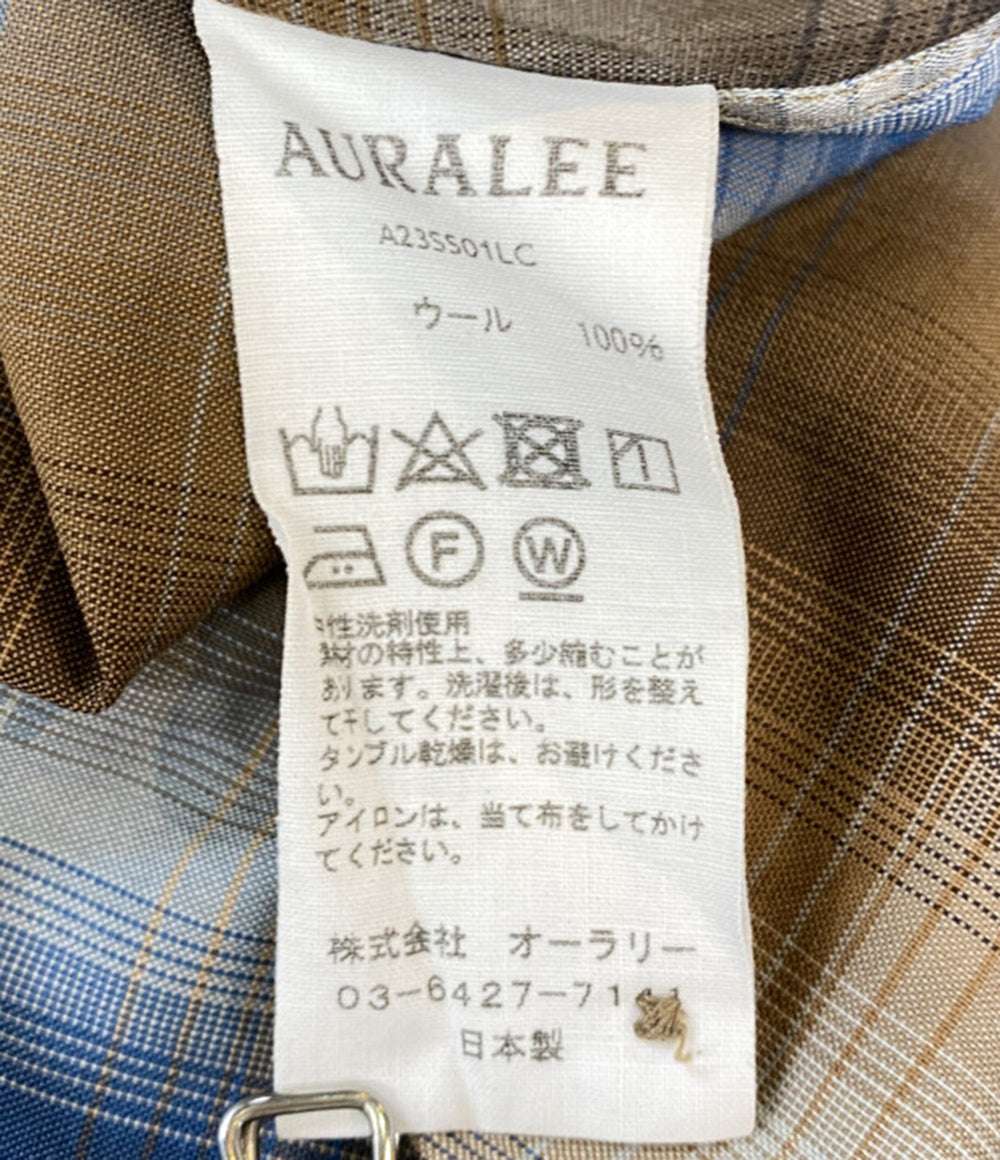 AURALEE
A23SS01LC
ウール 100%
F W
性洗剤使用
の特性上、多少縮むことが
あります。洗濯後は、形を整え
て干してください。
タンブル乾燥は、お避けくださ
い。
アイロンは、当て布をしてかけ
てください。
株式会社 オーラリー
03-6427-7141
日本製